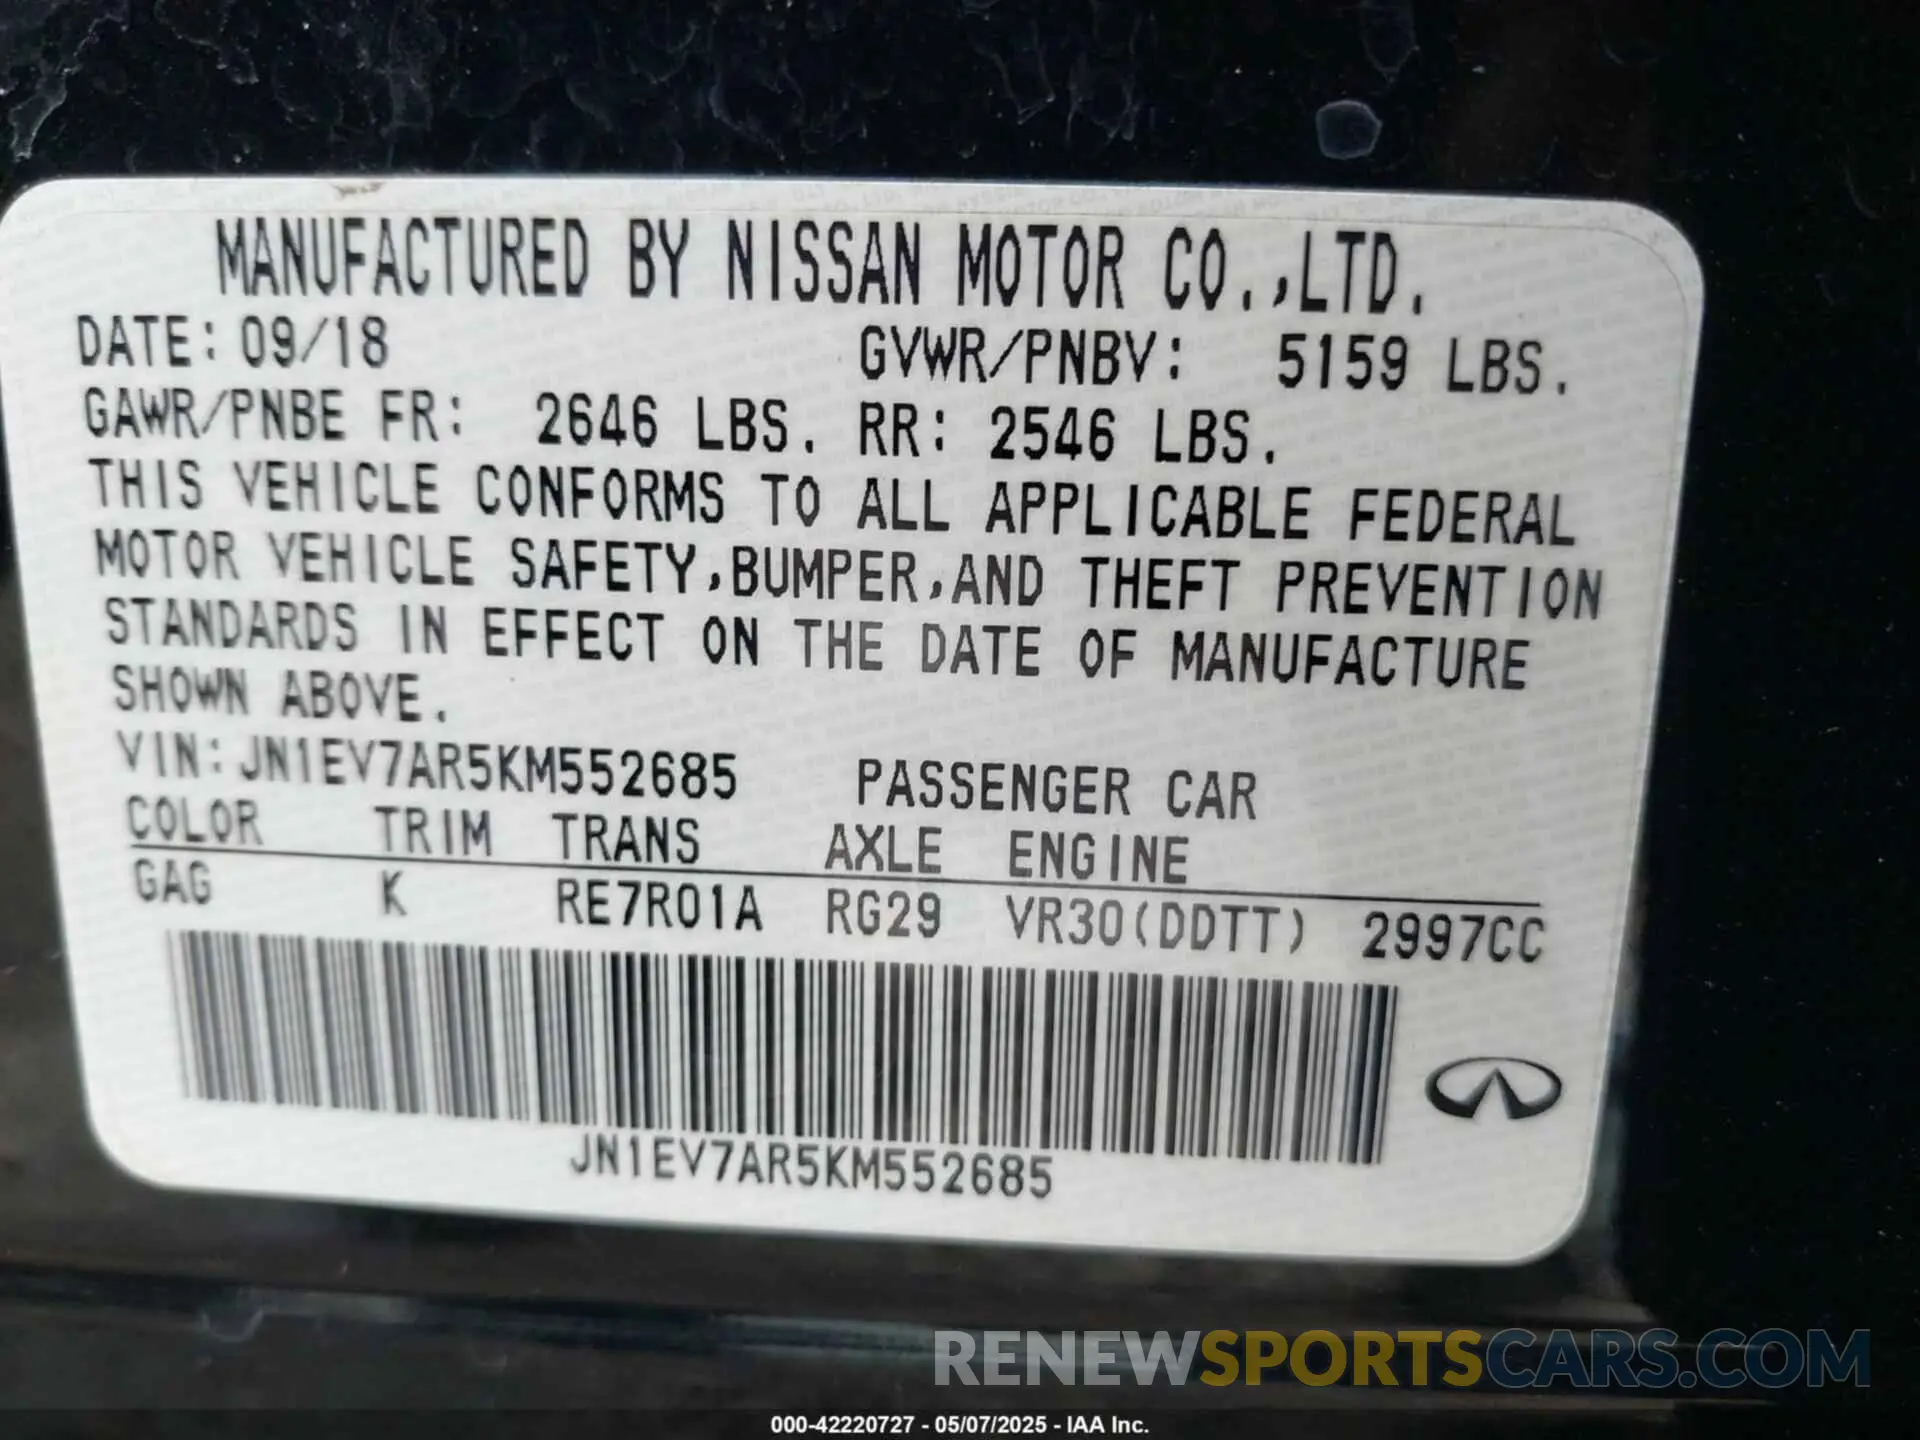 MANUFACTURED BY NISSAN MOTOR CO.,LTD.
DATE: 09/18 GVWR/PNBV: 5159 LBS.
GAWR/PNBE FR: 2646 LBS. RR: 2546 LBS.
THIS VEHICLE CONFORMS TO ALL APPLICABLE FEDERAL
MOTOR VEHICLE SAFETY,BUMPER,AND THEFT PREVENTION
STANDARDS IN EFFECT ON THE DATE OF MANUFACTURE
SHOWN ABOVE.
VIN:JN1EV7AR5KM552685 PASSENGER CAR
COLOR TRIM TRANS AXLE ENGINE
GAG K RE7R01A RG29 VR30(DDTT) 2997CC
JN1EV7AR5KM552685
RENEWSPORTSCARS.COM
000-42220727 - 05/07/2025 - IAA Inc.